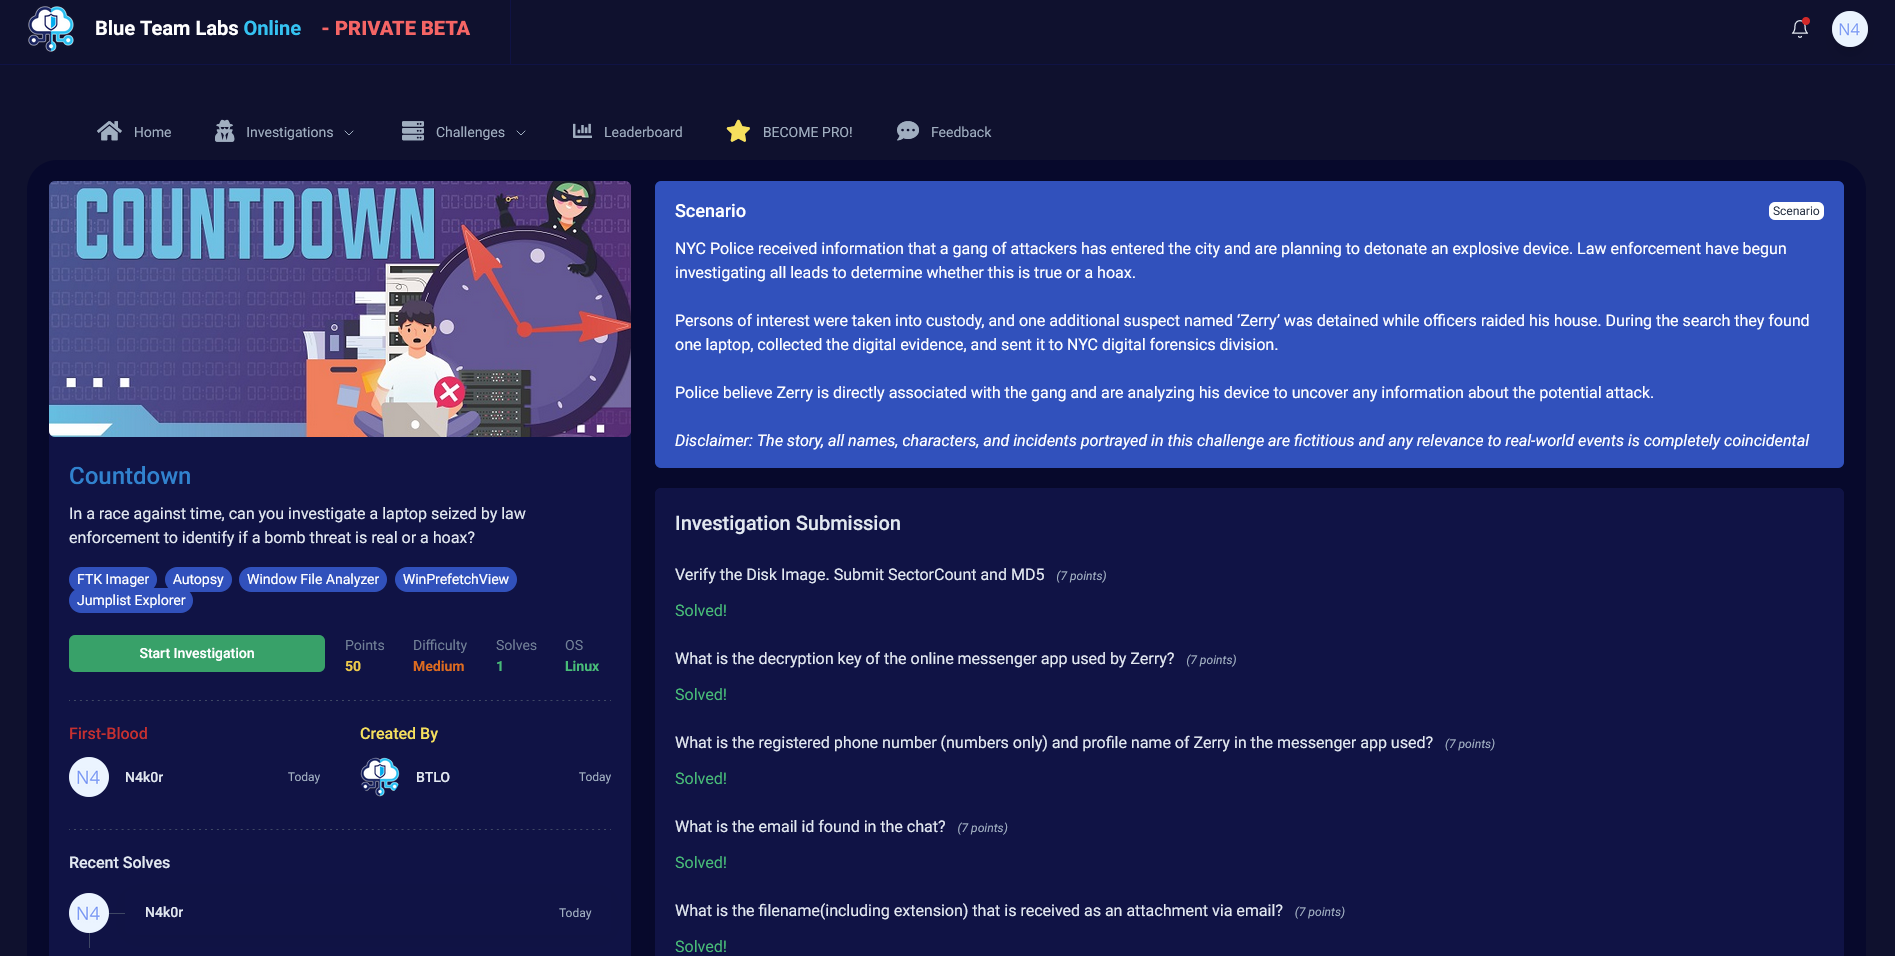 Blue Team Labs Online - PRIVATE BETA
N4
Home
Investigations
Challenges
Leaderboard
BECOME PRO!
Feedback
COUNTDOWN
Countdown
In a race against time, can you investigate a laptop seized by law
enforcement to identify if a bomb threat is real or a hoax?
FTK Imager
Autopsy
Window File Analyzer
WinPrefetchView
Jumplist Explorer
Start Investigation
Points
50
Difficulty
Medium
Solves
1
OS
Linux
First-Blood
N4
N4k0r
Today
Created By
BTLO
Today
Recent Solves
N4
N4k0r
Today
Scenario
Scenario
NYC Police received information that a gang of attackers has entered the city and are planning to detonate an explosive device. Law enforcement have begun
investigating all leads to determine whether this is true or a hoax.
Persons of interest were taken into custody, and one additional suspect named ‘Zerry’ was detained while officers raided his house. During the search they found
one laptop, collected the digital evidence, and sent it to NYC digital forensics division.
Police believe Zerry is directly associated with the gang and are analyzing his device to uncover any information about the potential attack.
Disclaimer: The story, all names, characters, and incidents portrayed in this challenge are fictitious and any relevance to real-world events is completely coincidental
Investigation Submission
Verify the Disk Image. Submit SectorCount and MD5 (7 points)
Solved!
What is the decryption key of the online messenger app used by Zerry? (7 points)
Solved!
What is the registered phone number (numbers only) and profile name of Zerry in the messenger app used? (7 points)
Solved!
What is the email id found in the chat? (7 points)
Solved!
What is the filename(including extension) that is received as an attachment via email? (7 points)
Solved!